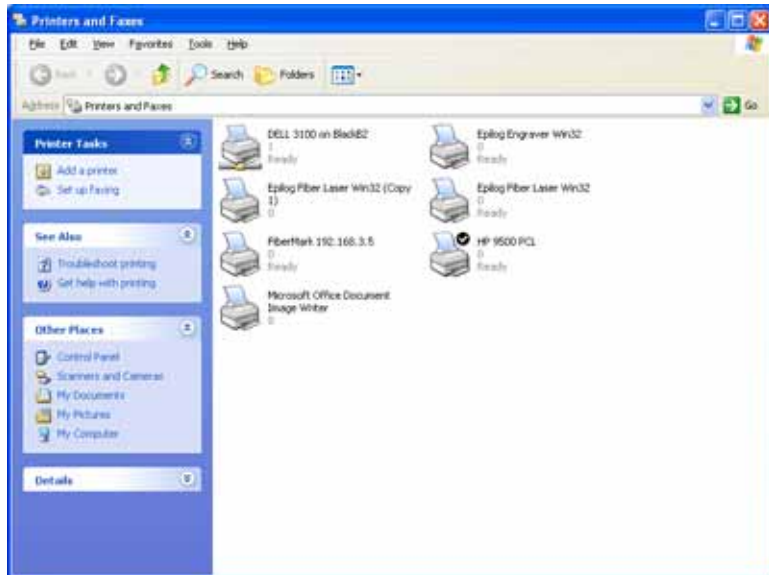 Printers and Faxes
File Edit View Favorites Tools Help
Back Search Folders
Address Printers and Faxes Go
Printer Tasks
Add a printer
Set up faxing
See Also
Troubleshoot printing
Get help with printing
Other Places
Control Panel
Scanners and Cameras
My Documents
My Pictures
My Computer
Details
DELL 3100 on BlackB2
1
Ready
Epilog Engraver Win32
0
Ready
Epilog Fiber Laser Win32 (Copy
1)
0
Epilog Fiber Laser Win32
0
Ready
FiberMark 192.168.3.5
0
Ready
HP 9500 PCL
0
Ready
Microsoft Office Document
Image Writer
0